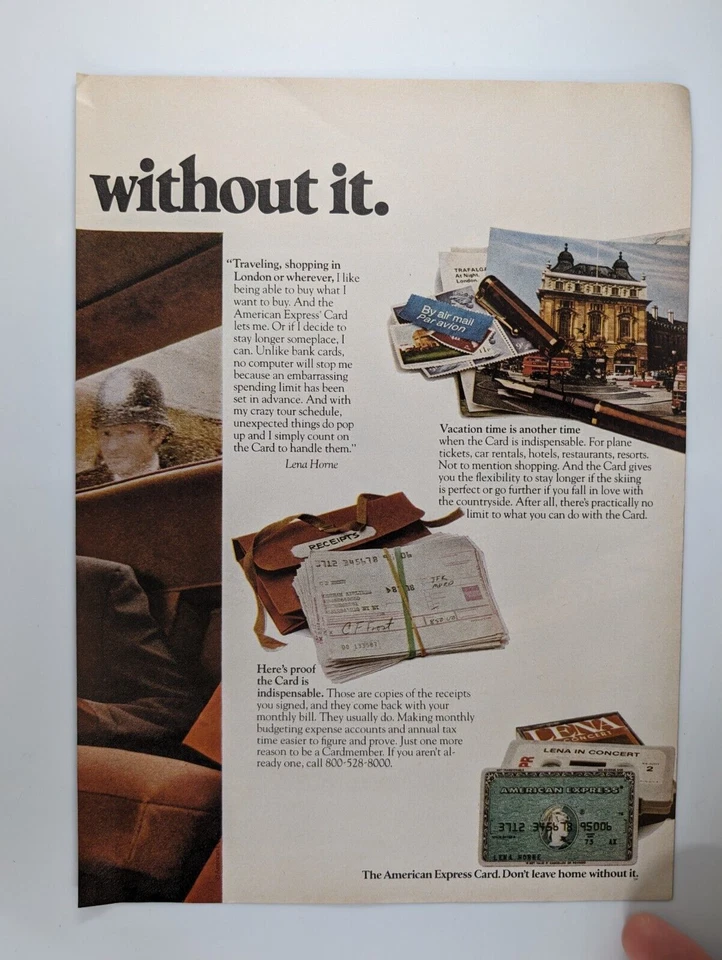 without it.
“Traveling, shopping in
London or wherever, I like
being able to buy what I
want to buy. And the
American Express® Card
lets me. Or if I decide to
stay longer someplace, I
can. Unlike bank cards,
no computer will stop me
because an embarrassing
spending limit has been
set in advance. And with
my crazy tour schedule,
unexpected things do pop
up and I simply count on
the Card to handle them.”
Lena Horne
TRAFALGA
At Night,
London.
By air mail
Par avion
Vacation time is another time
when the Card is indispensable. For plane
tickets, car rentals, hotels, restaurants, resorts.
Not to mention shopping. And the Card gives
you the flexibility to stay longer if the skiing
is perfect or go further if you fall in love with
the countryside. After all, there’s practically no
limit to what you can do with the Card.
RECEIPTS
3712 345678
C F Frost
Here’s proof
the Card is
indispensable. Those are copies of the receipts
you signed, and they come back with your
monthly bill. They usually do. Making monthly
budgeting expense accounts and annual tax
time easier to figure and prove. Just one more
reason to be a Cardmember. If you aren’t al-
ready one, call 800-528-8000.
LENA
LENA IN CONCERT
2
AMERICAN EXPRESS®
3712 345678 95006
LENA HORNE
The American Express Card. Don’t leave home without it.